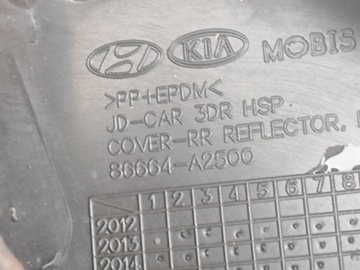 KIA MOBIS
>PP+EPDM<
JD-CAR 3DR HSP
COVER-RR REFLECTOR,
86664-A2500
1 2 3 4 5 6 7 8
2012
2013
2014